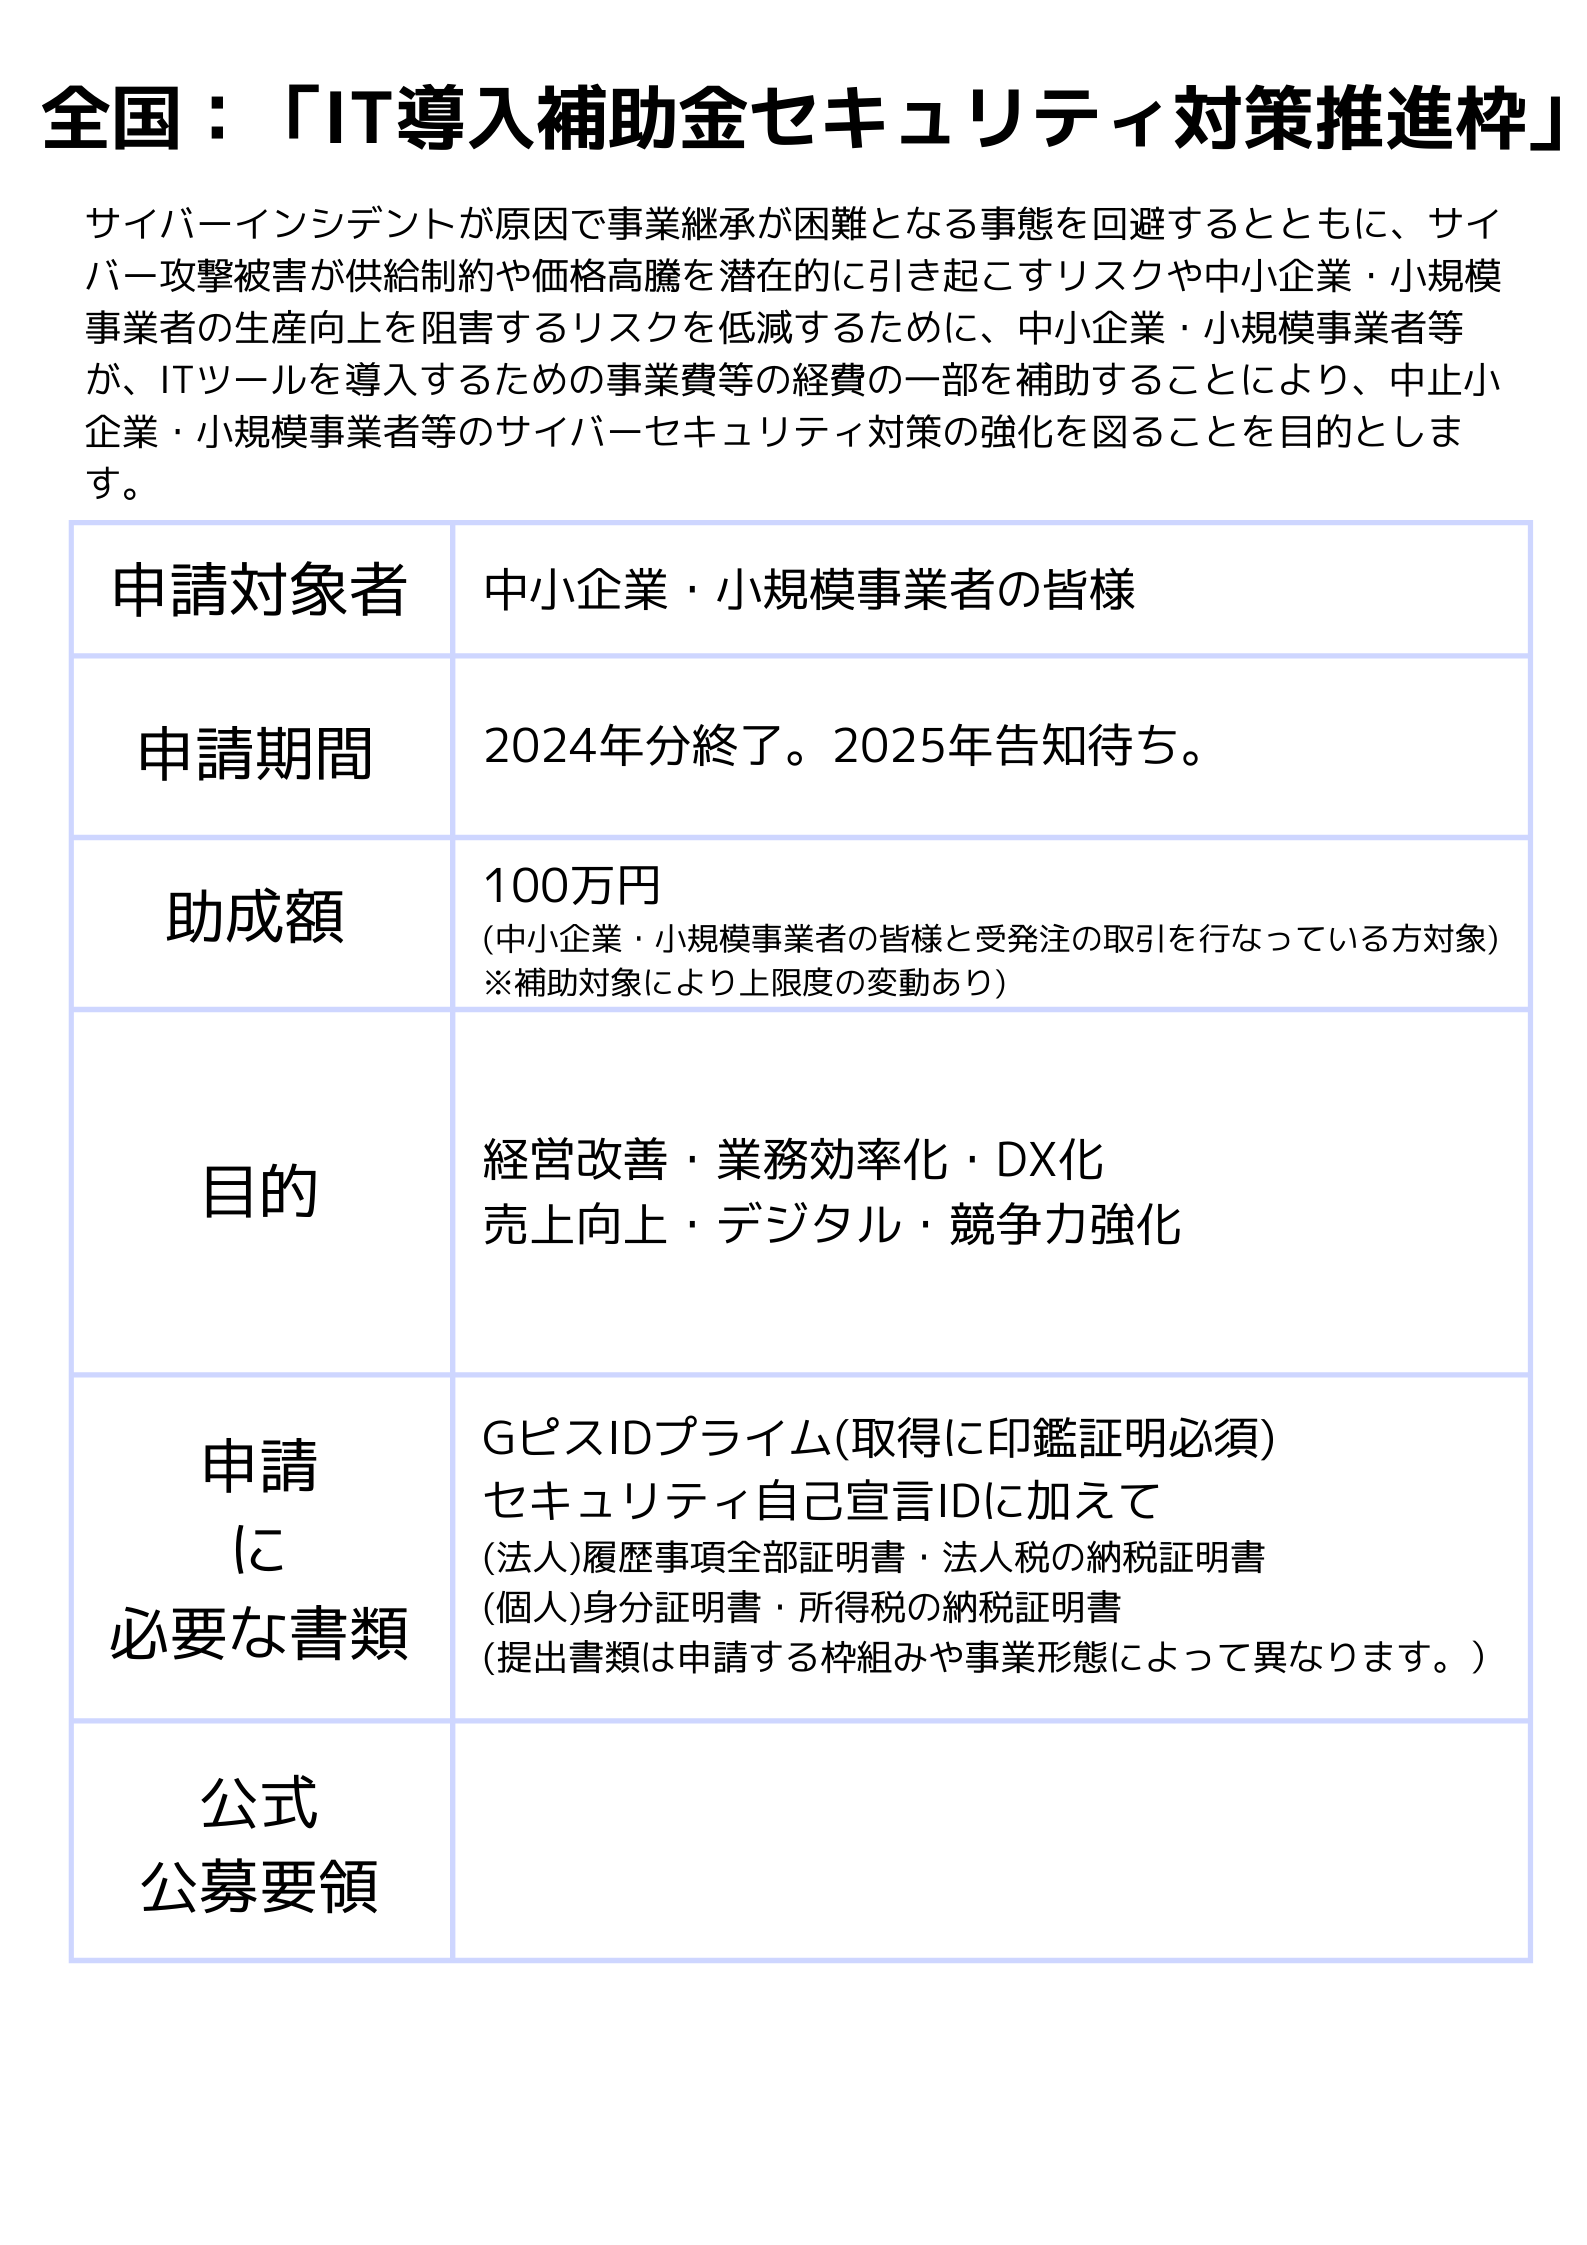 全国：「IT導入補助金セキュリティ対策推進枠」
サイバーインシデントが原因で事業継承が困難となる事態を回避するとともに、サイ
バー攻撃被害が供給制約や価格高騰を潜在的に引き起こすリスクや中小企業・小規模
事業者の生産向上を阻害するリスクを低減するために、中小企業・小規模事業者等
が、ITツールを導入するための事業費等の経費の一部を補助することにより、中止小
企業・小規模事業者等のサイバーセキュリティ対策の強化を図ることを目的としま
す。
申請対象者
中小企業・小規模事業者の皆様
申請期間
2024年分終了。2025年告知待ち。
助成額
100万円
(中小企業・小規模事業者の皆様と受発注の取引を行なっている方対象)
※補助対象により上限度の変動あり)
目的
経営改善・業務効率化・DX化
売上向上・デジタル・競争力強化
申請
に
必要な書類
GピスIDプライム(取得に印鑑証明必須)
セキュリティ自己宣言IDに加えて
(法人)履歴事項全部証明書・法人税の納税証明書
(個人)身分証明書・所得税の納税証明書
(提出書類は申請する枠組みや事業形態によって異なります。）
公式
公募要領